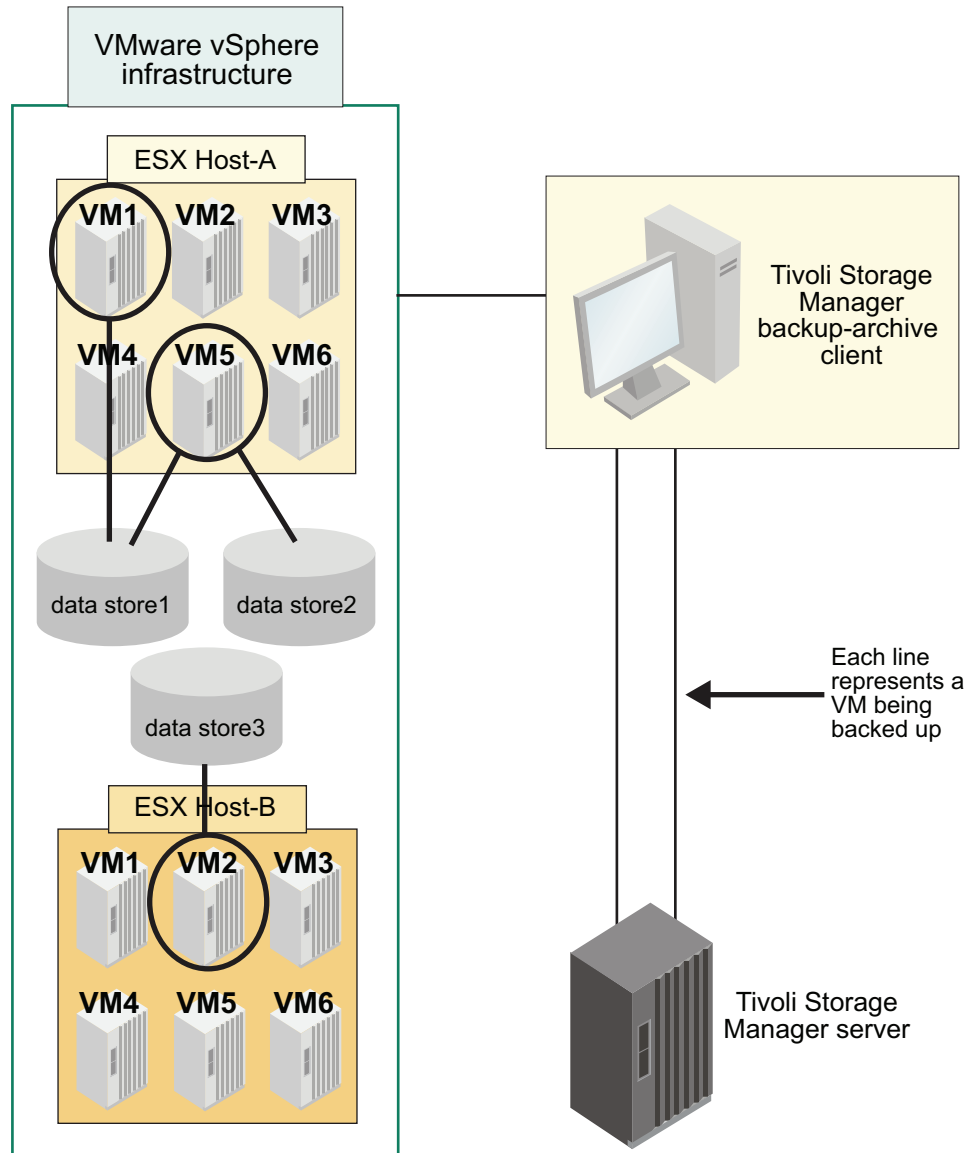 VMware vSphere
infrastructure
ESX Host-A
VM1 VM2 VM3
VM4 VM5 VM6
data store1
data store2
data store3
ESX Host-B
VM1 VM2 VM3
VM4 VM5 VM6
Tivoli Storage
Manager
backup-archive
client
Each line
represents a
VM being
backed up
Tivoli Storage
Manager server